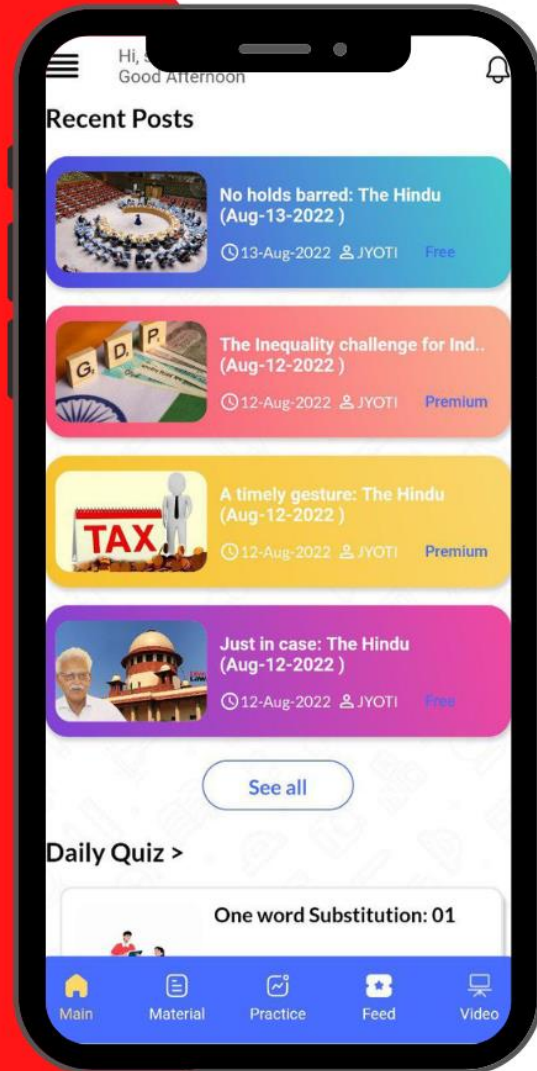 Hi, s
Good Afternoon
Recent Posts
No holds barred: The Hindu
(Aug-13-2022 )
13-Aug-2022 JYOTI Free
G D P
The Inequality challenge for Ind..
(Aug-12-2022 )
12-Aug-2022 JYOTI Premium
TAX
A timely gesture: The Hindu
(Aug-12-2022 )
12-Aug-2022 JYOTI Premium
Just in case: The Hindu
(Aug-12-2022 )
12-Aug-2022 JYOTI Free
See all
Daily Quiz >
One word Substitution: 01
Main Material Practice Feed Video